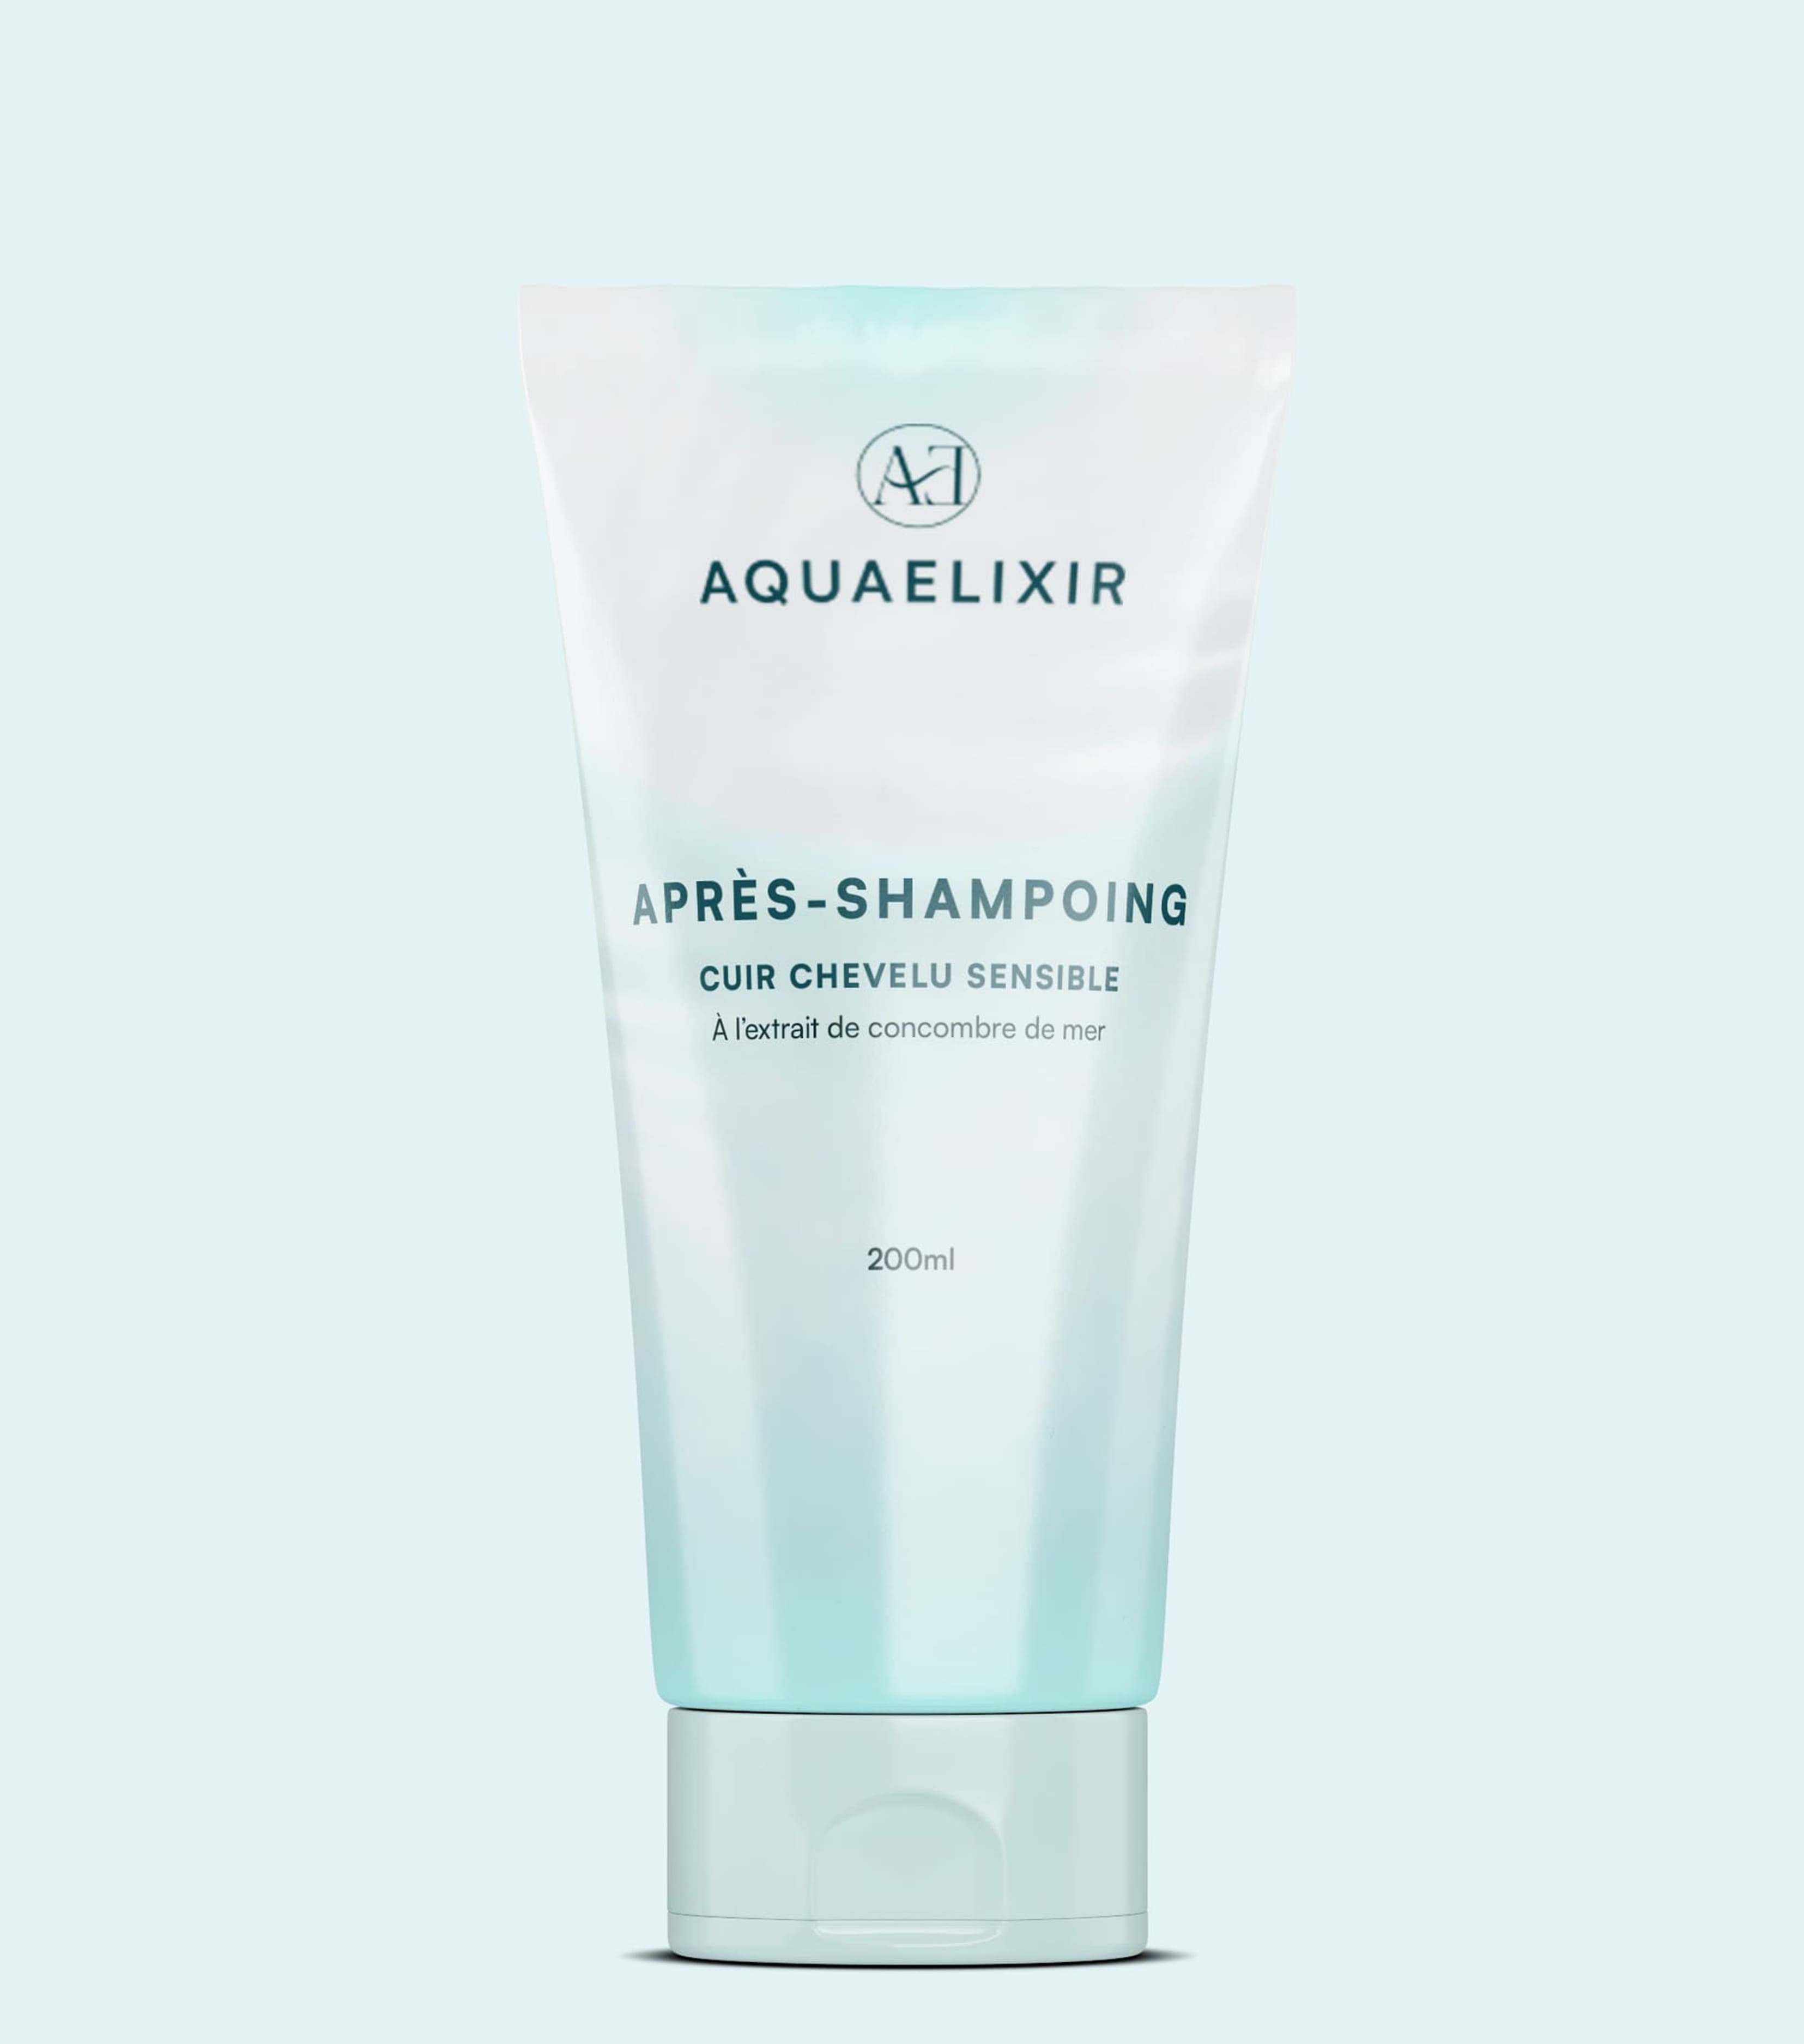 AE
AQUAELIXIR
APRÈS-SHAMPOING
CUIR CHEVELU SENSIBLE
À l'extrait de concombre de mer
200ml